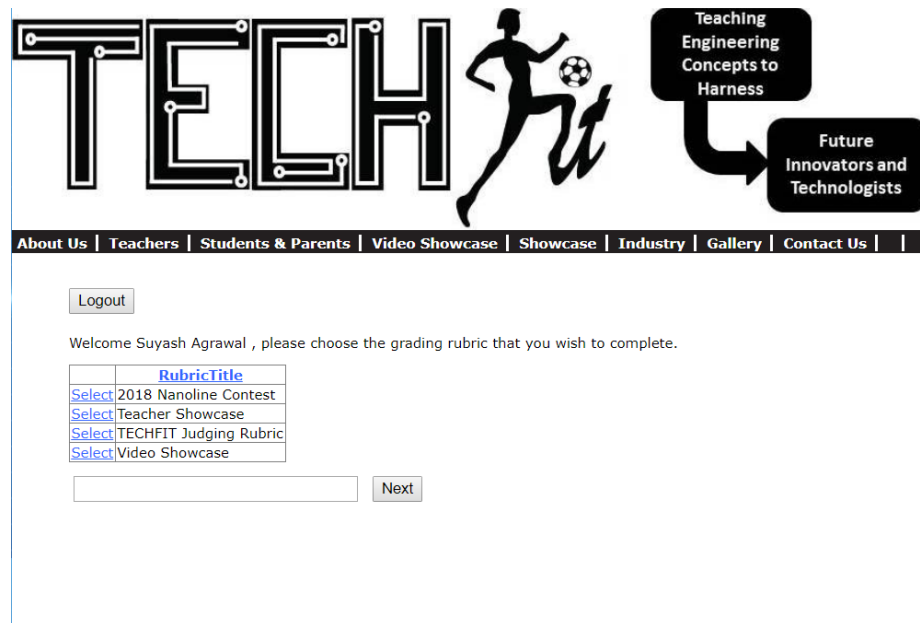 TECH fit
Teaching
Engineering
Concepts to
Harness
Future
Innovators and
Technologists
About Us | Teachers | Students & Parents | Video Showcase | Showcase | Industry | Gallery | Contact Us | |
Logout
Welcome Suyash Agrawal , please choose the grading rubric that you wish to complete.
RubricTitle
Select 2018 Nanoline Contest
Select Teacher Showcase
Select TECHFIT Judging Rubric
Select Video Showcase
Next